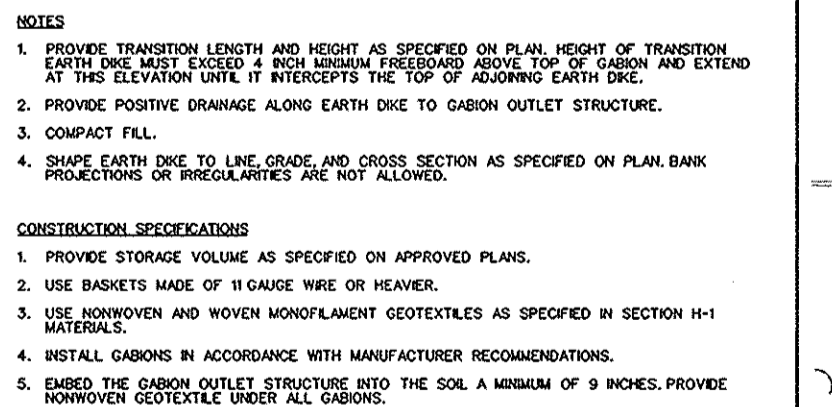 NOTES
1. PROVIDE TRANSITION LENGTH AND HEIGHT AS SPECIFIED ON PLAN. HEIGHT OF TRANSITION
EARTH DIKE MUST EXCEED 4 INCH MINIMUM FREEBOARD ABOVE TOP OF GABION AND EXTEND
AT THIS ELEVATION UNTIL IT INTERCEPTS THE TOP OF ADJOINING EARTH DIKE.
2. PROVIDE POSITIVE DRAINAGE ALONG EARTH DIKE TO GABION OUTLET STRUCTURE.
3. COMPACT FILL.
4. SHAPE EARTH DIKE TO LINE, GRADE, AND CROSS SECTION AS SPECIFIED ON PLAN. BANK
PROJECTIONS OR IRREGULARITIES ARE NOT ALLOWED.
CONSTRUCTION SPECIFICATIONS
1. PROVIDE STORAGE VOLUME AS SPECIFIED ON APPROVED PLANS.
2. USE BASKETS MADE OF 11 GAUGE WIRE OR HEAVIER.
3. USE NONWOVEN AND WOVEN MONOFILAMENT GEOTEXTILES AS SPECIFIED IN SECTION H-1
MATERIALS.
4. INSTALL GABIONS IN ACCORDANCE WITH MANUFACTURER RECOMMENDATIONS.
5. EMBED THE GABION OUTLET STRUCTURE INTO THE SOIL A MINIMUM OF 9 INCHES. PROVIDE
NONWOVEN GEOTEXTILE UNDER ALL GABIONS.